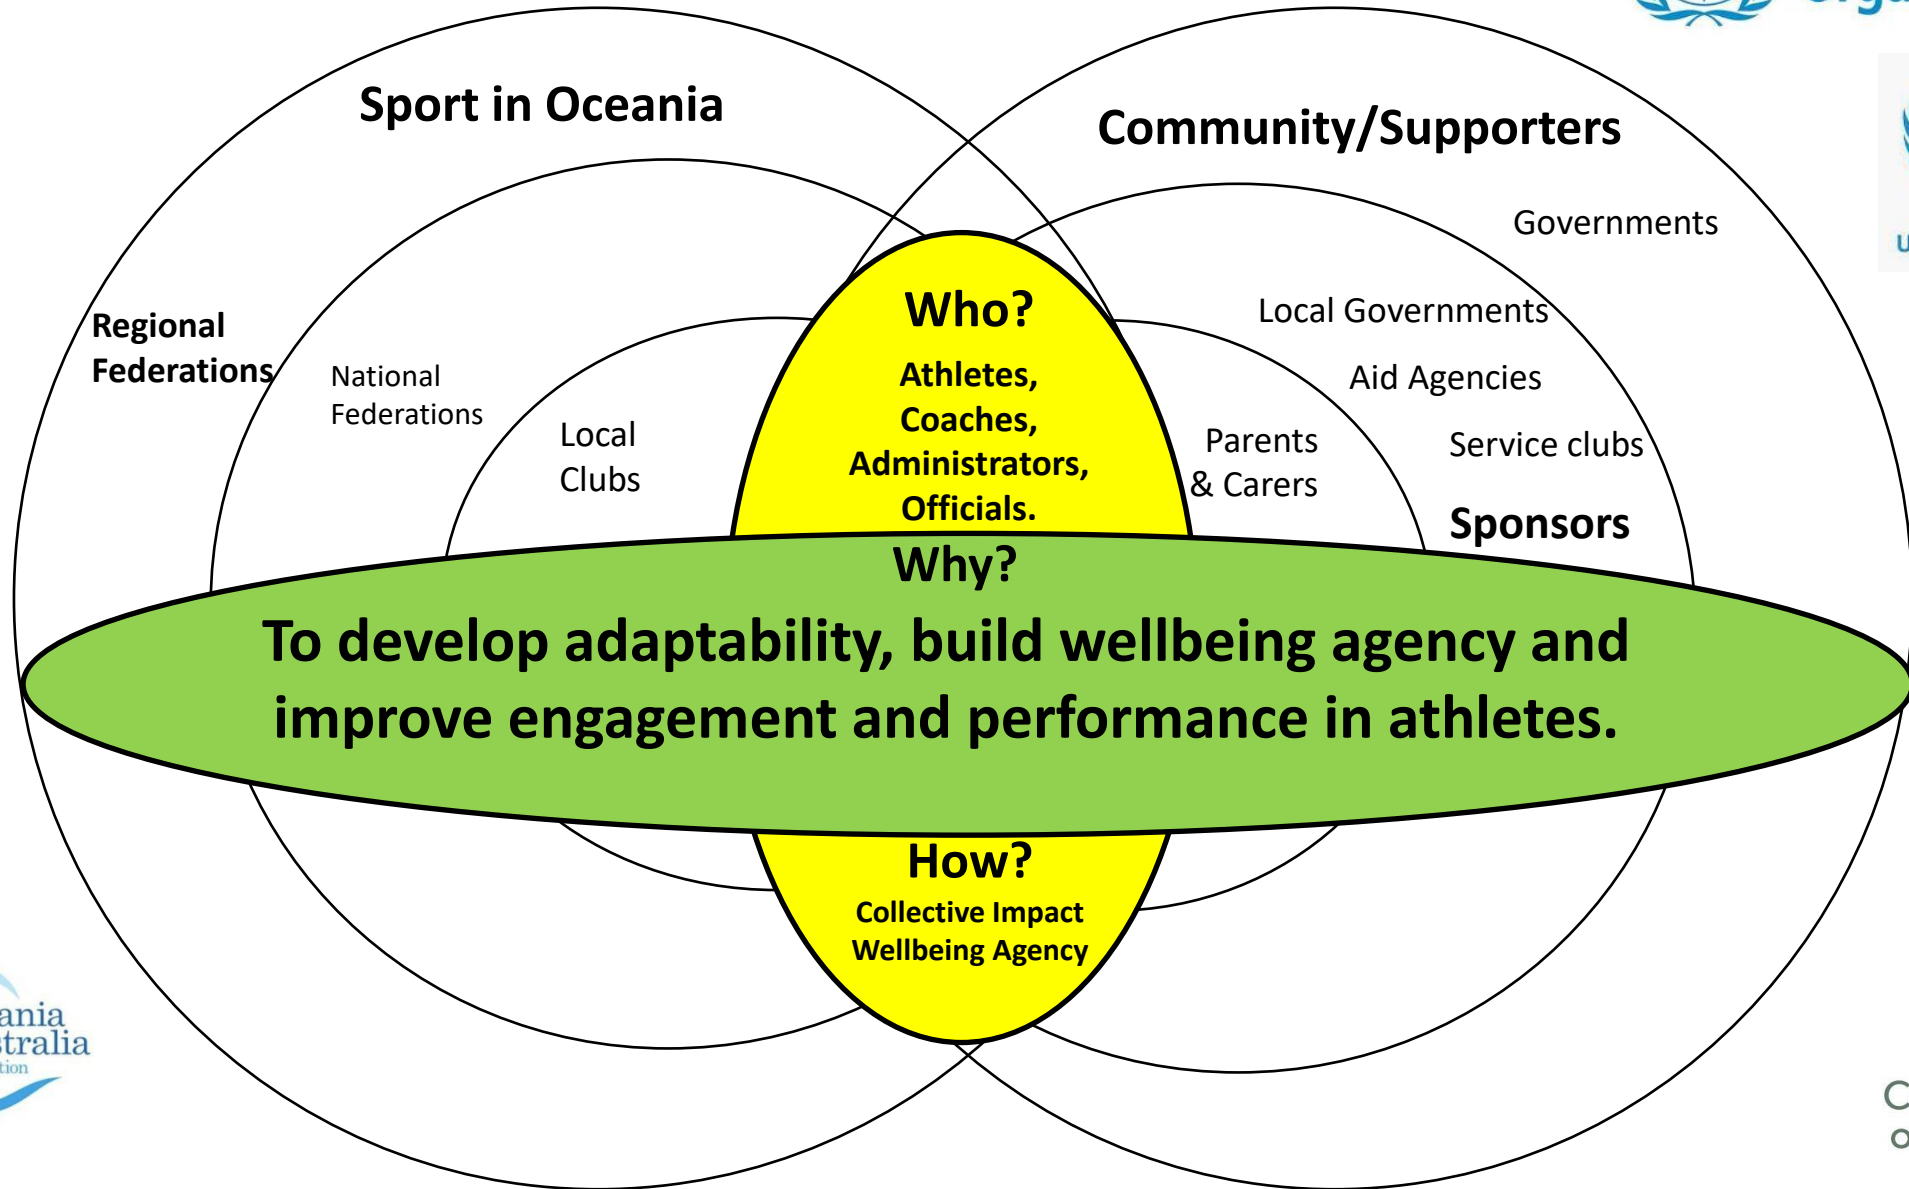 Sport in Oceania
Community/Supporters
Governments
Regional
Federations
National
Federations
Local
Clubs
Who?
Athletes,
Coaches,
Administrators,
Officials.
Local Governments
Aid Agencies
Parents
& Carers
Service clubs
Sponsors
Why?
To develop adaptability, build wellbeing agency and
improve engagement and performance in athletes.
How?
Collective Impact
Wellbeing Agency